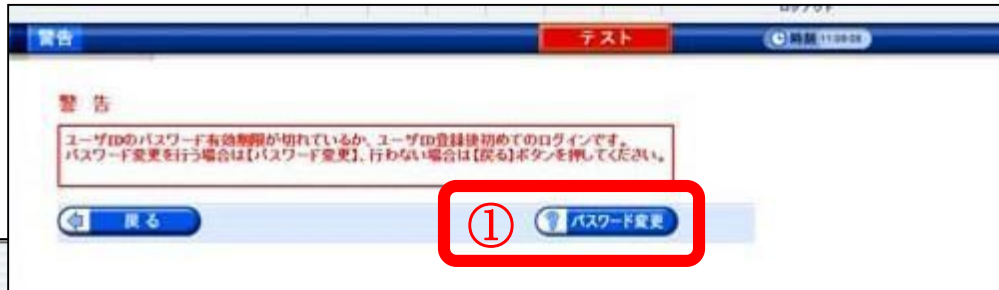 ログアウト
警告
テスト
時刻
警 告
ユーザIDのパスワード有効期限が切れているか、ユーザID登録後初めてのログインです。
パスワード変更を行う場合は【パスワード変更】、行わない場合は【戻る】ボタンを押してください。
戻る
①
パスワード変更